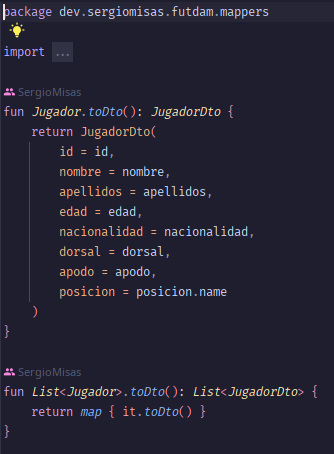 package dev.sergiomisas.futdam.mappers
import ...
SergioMisas
fun Jugador.toDto(): JugadorDto {
    return JugadorDto(
        id = id,
        nombre = nombre,
        apellidos = apellidos,
        edad = edad,
        nacionalidad = nacionalidad,
        dorsal = dorsal,
        apodo = apodo,
        posicion = posicion.name
    )
}
SergioMisas
fun List<Jugador>.toDto(): List<JugadorDto> {
    return map { it.toDto() }
}